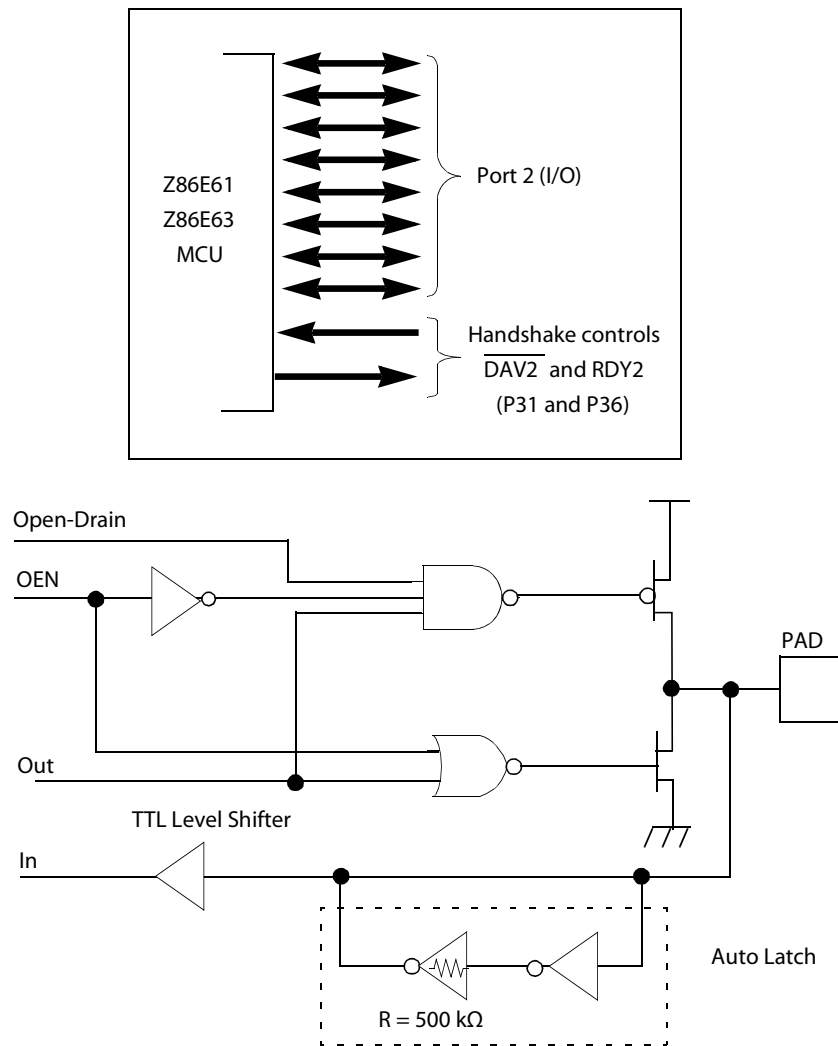 Z86E61
Z86E63
MCU
Port 2 (I/O)
Handshake controls
DAV2 and RDY2
(P31 and P36)
Open-Drain
OEN
PAD
Out
TTL Level Shifter
In
Auto Latch
R = 500 kΩ